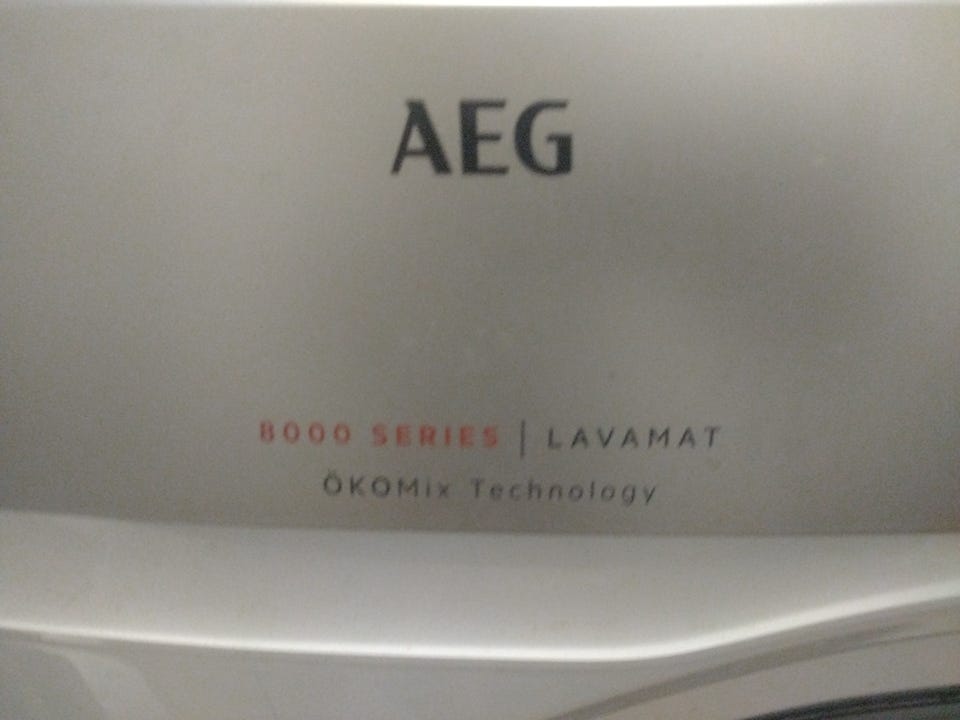 AEG
8000 SERIES | LAVAMAT
ÖKOMix Technology